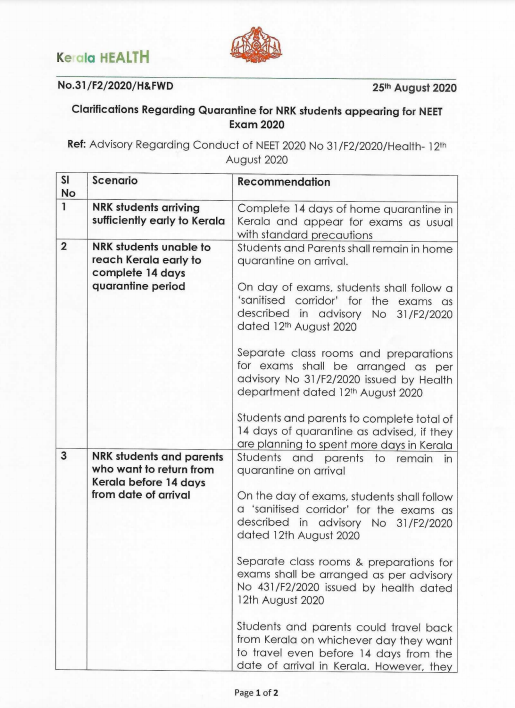 Kerala HEALTH
No.31/F2/2020/H&FWD 25th August 2020
Clarifications Regarding Quarantine for NRK students appearing for NEET
Exam 2020
Ref: Advisory Regarding Conduct of NEET 2020 No 31/F2/2020/Health- 12th
August 2020
Sl
No
Scenario
Recommendation
1
NRK students arriving
sufficiently early to Kerala
Complete 14 days of home quarantine in
Kerala and appear for exams as usual
with standard precautions
2
NRK students unable to
reach Kerala early to
complete 14 days
quarantine period
Students and Parents shall remain in home
quarantine on arrival.
On day of exams, students shall follow a
‘sanitised corridor’ for the exams as
described in advisory No 31/F2/2020
dated 12th August 2020
Separate class rooms and preparations
for exams shall be arranged as per
advisory No 31/F2/2020 issued by Health
department dated 12th August 2020
Students and parents to complete total of
14 days of quarantine as advised, if they
are planning to spent more days in Kerala
3
NRK students and parents
who want to return from
Kerala before 14 days
from date of arrival
Students and parents to remain in
quarantine on arrival
On the day of exams, students shall follow
a ‘sanitised corridor’ for the exams as
described in advisory No 31/F2/2020
dated 12th August 2020
Separate class rooms & preparations for
exams shall be arranged as per advisory
No 431/F2/2020 issued by health dated
12th August 2020
Students and parents could travel back
from Kerala on whichever day they want
to travel even before 14 days from the
date of arrival in Kerala. However, they
Page 1 of 2